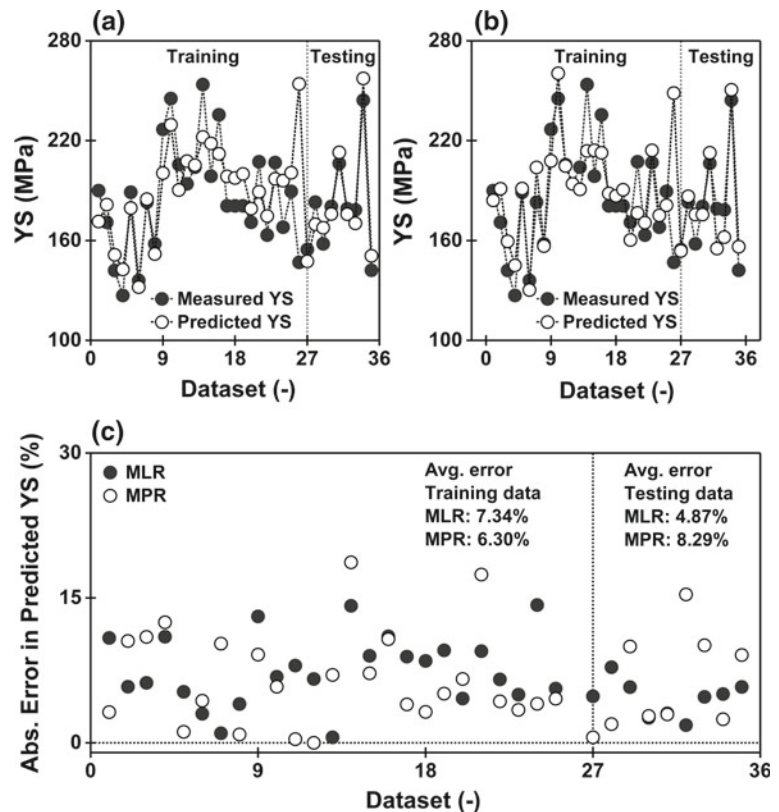 (a)
280
220
160
100
YS (MPa)
Training
Testing
Measured YS
Predicted YS
0
9
18
27
36
Dataset (-)
(b)
280
220
160
100
YS (MPa)
Training
Testing
Measured YS
Predicted YS
0
9
18
27
36
Dataset (-)
(c)
30
15
0
Abs. Error in Predicted YS (%)
MLR
MPR
Avg. error
Training data
MLR: 7.34%
MPR: 6.30%
Avg. error
Testing data
MLR: 4.87%
MPR: 8.29%
0
9
18
27
36
Dataset (-)